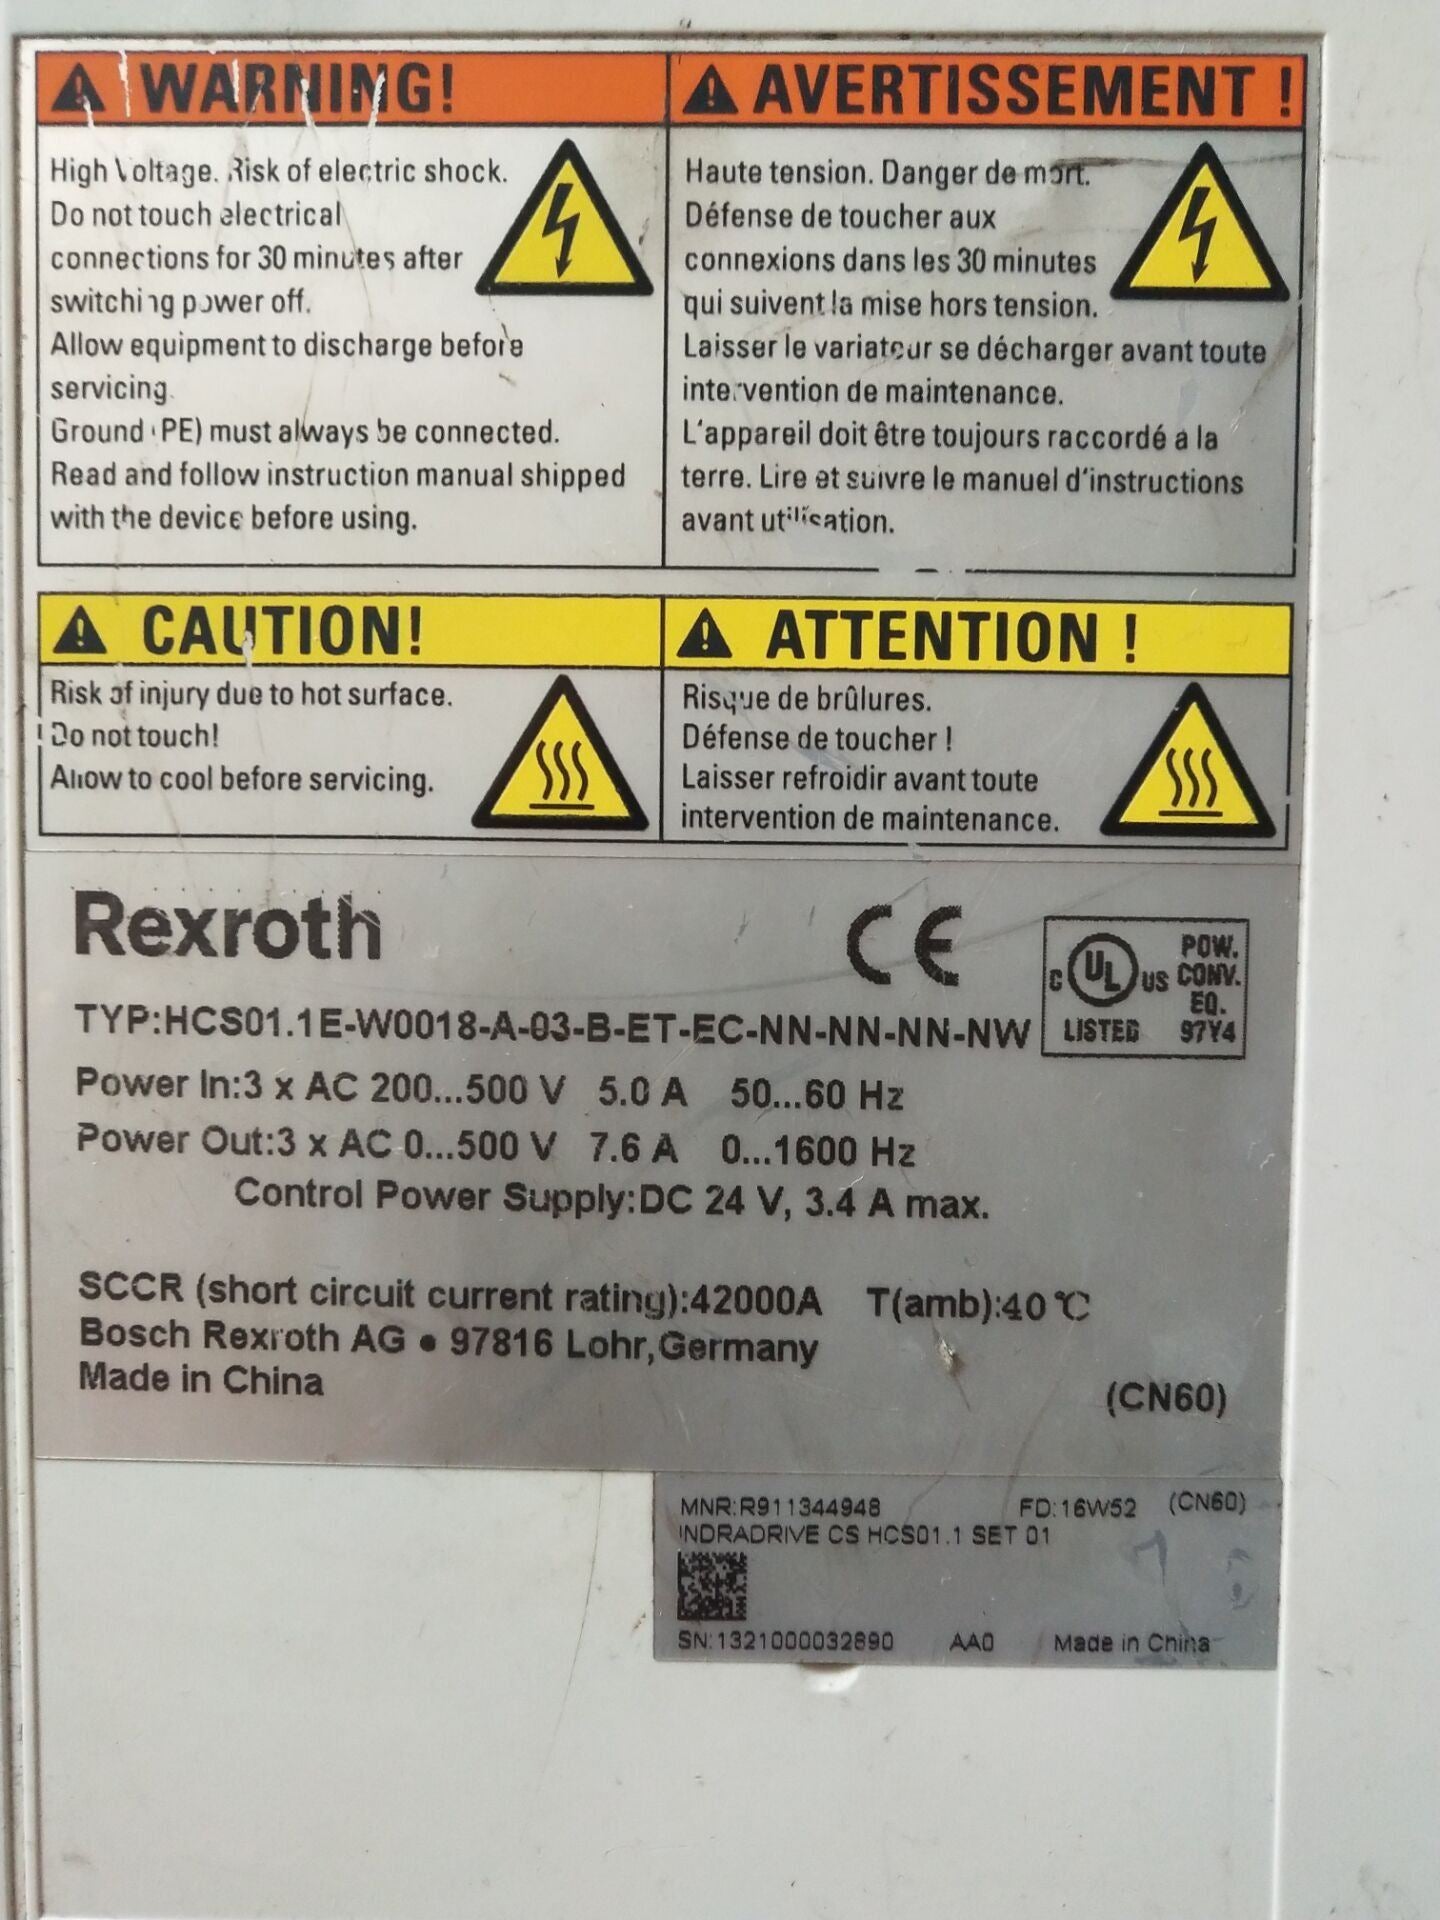 WARNING!
High Voltage. Risk of electric shock.
Do not touch electrical
connections for 30 minutes after
switching power off.
Allow equipment to discharge before
servicing.
Ground (PE) must always be connected.
Read and follow instruction manual shipped
with the device before using.
AVERTISSEMENT !
Haute tension. Danger de mort.
Défense de toucher aux
connexions dans les 30 minutes
qui suivent la mise hors tension.
Laisser le variateur se décharger avant toute
intervention de maintenance.
L'appareil doit être toujours raccordé a la
terre. Lire et suivre le manuel d'instructions
avant utilisation.
CAUTION!
Risk of injury due to hot surface.
Do not touch!
Allow to cool before servicing.
ATTENTION !
Risque de brûlures.
Défense de toucher !
Laisser refroidir avant toute
intervention de maintenance.
Rexroth
CE
C UL US
LISTED
POW.
CONV.
EQ.
97Y4
TYP:HCS01.1E-W0018-A-03-B-ET-EC-NN-NN-NN-NW
Power In:3 x AC 200...500 V 5.0 A 50...60 Hz
Power Out:3 x AC 0...500 V 7.6 A 0...1600 Hz
Control Power Supply:DC 24 V, 3.4 A max.
SCCR (short circuit current rating):42000A T(amb):40℃
Bosch Rexroth AG • 97816 Lohr,Germany
Made in China
(CN60)
MNR:R911344948 FD:16W52 (CN60)
INDRADRIVE CS HCS01.1 SET 01
SN:1321000032890 AA0 Made in China